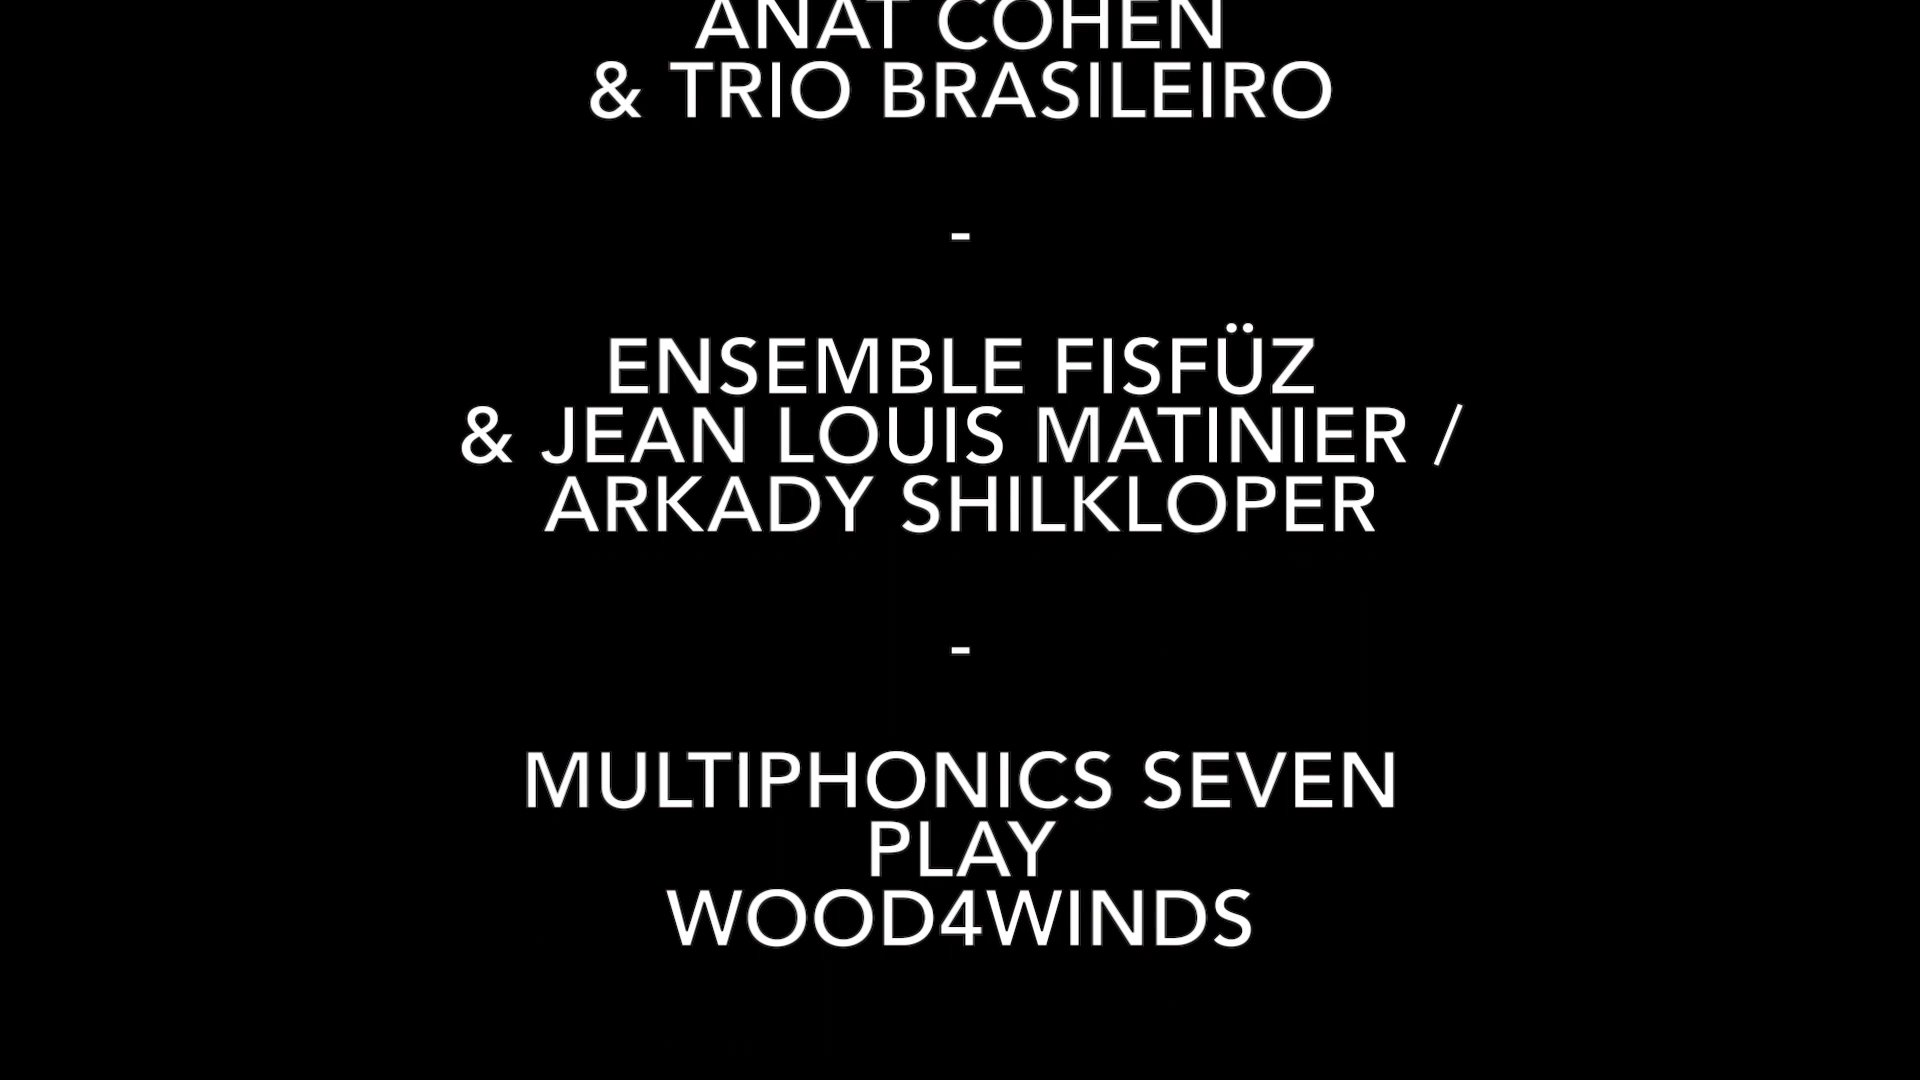 ANAT COHEN
& TRIO BRASILEIRO
-
ENSEMBLE FISFÜZ
& JEAN LOUIS MATINIER /
ARKADY SHILKLOPER
-
MULTIPHONICS SEVEN
PLAY
WOOD4WINDS